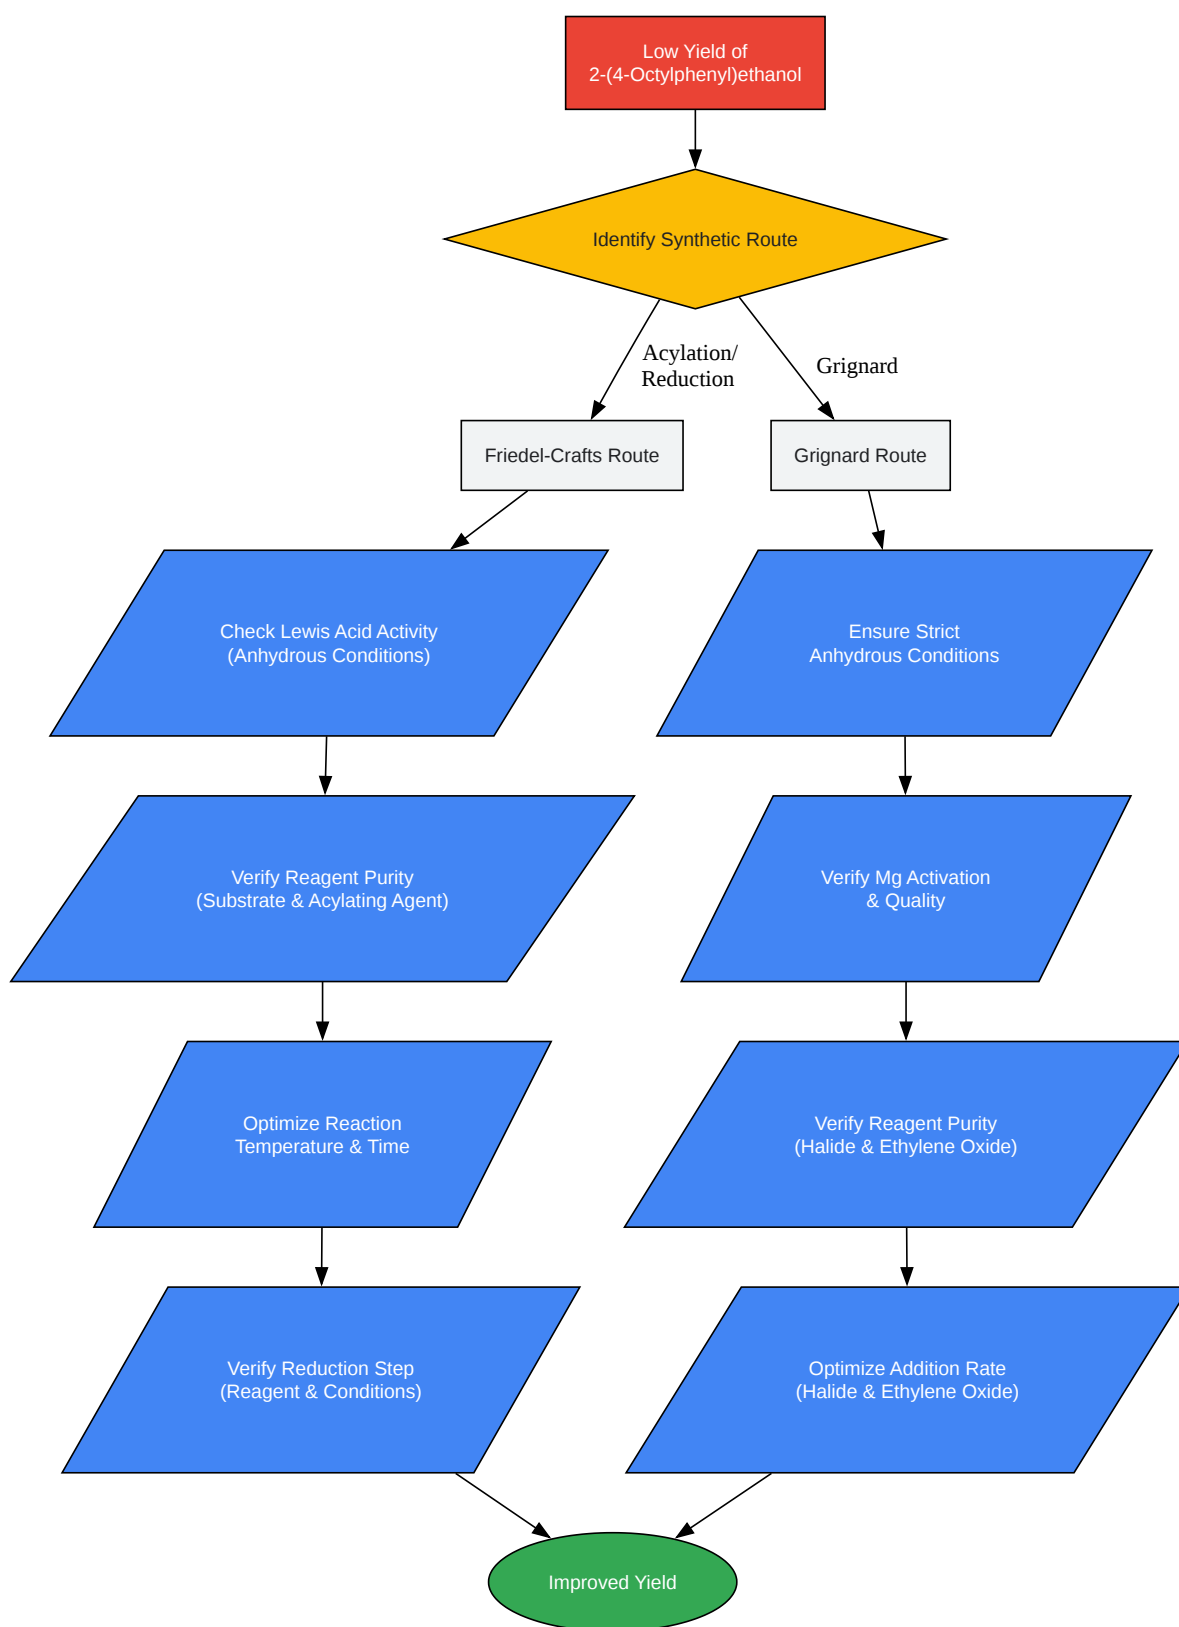 Low Yield of
2-(4-Octylphenyl)ethanol
Identify Synthetic Route
Acylation/
Reduction
Grignard
Friedel-Crafts Route
Grignard Route
Check Lewis Acid Activity
(Anhydrous Conditions)
Ensure Strict
Anhydrous Conditions
Verify Reagent Purity
(Substrate & Acylating Agent)
Verify Mg Activation
& Quality
Optimize Reaction
Temperature & Time
Verify Reagent Purity
(Halide & Ethylene Oxide)
Verify Reduction Step
(Reagent & Conditions)
Optimize Addition Rate
(Halide & Ethylene Oxide)
Improved Yield